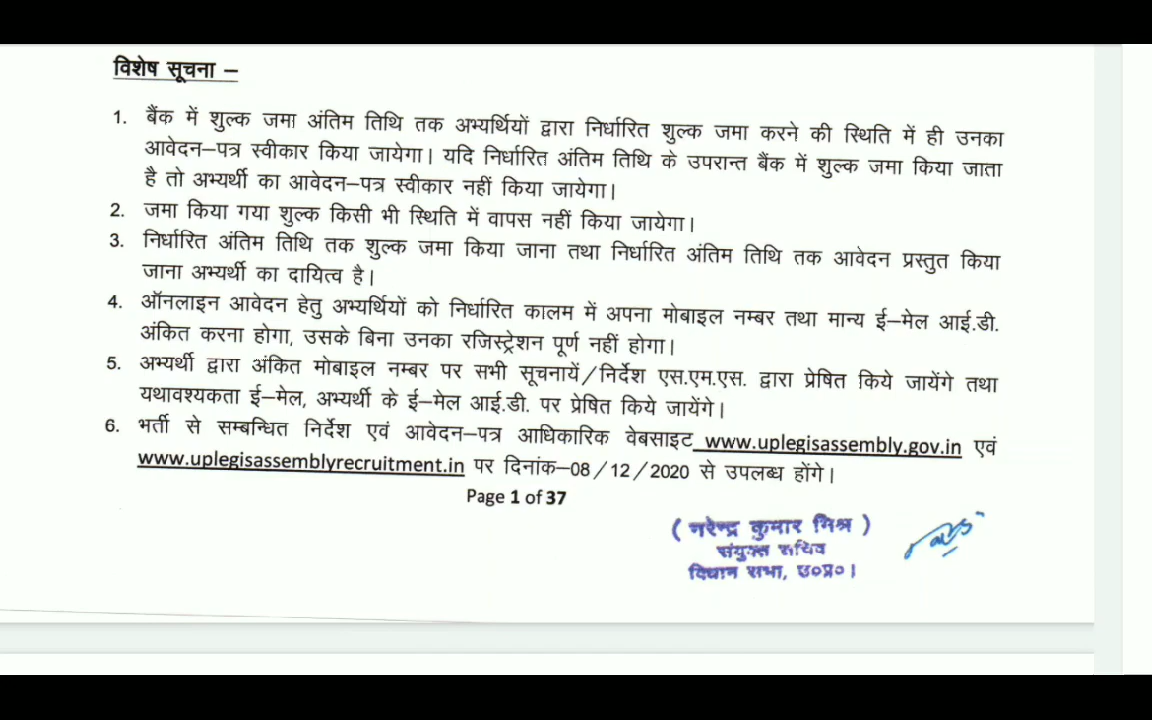 विशेष सूचना –
1. बैंक में शुल्क जमा अंतिम तिथि तक अभ्यर्थियों द्वारा निर्धारित शुल्क जमा करने की स्थिति में ही उनका
आवेदन–पत्र स्वीकार किया जायेगा। यदि निर्धारित अंतिम तिथि के उपरान्त बैंक में शुल्क जमा किया जाता
है तो अभ्यर्थी का आवेदन–पत्र स्वीकार नहीं किया जायेगा।
2. जमा किया गया शुल्क किसी भी स्थिति में वापस नहीं किया जायेगा।
3. निर्धारित अंतिम तिथि तक शुल्क जमा किया जाना तथा निर्धारित अंतिम तिथि तक आवेदन प्रस्तुत किया
जाना अभ्यर्थी का दायित्व है।
4. ऑनलाइन आवेदन हेतु अभ्यर्थियों को निर्धारित कालम में अपना मोबाइल नम्बर तथा मान्य ई–मेल आई.डी.
अंकित करना होगा, उसके बिना उनका रजिस्ट्रेशन पूर्ण नहीं होगा।
5. अभ्यर्थी द्वारा अंकित मोबाइल नम्बर पर सभी सूचनायें/निर्देश एस.एम.एस. द्वारा प्रेषित किये जायेंगे तथा
यथावश्यकता ई–मेल, अभ्यर्थी के ई–मेल आई.डी. पर प्रेषित किये जायेंगे।
6. भर्ती से सम्बन्धित निर्देश एवं आवेदन–पत्र आधिकारिक वेबसाइट www.uplegisassembly.gov.in एवं
www.uplegisassemblyrecruitment.in पर दिनांक–08/12/2020 से उपलब्ध होंगे।
Page 1 of 37
( नरेन्द्र कुमार मिश्र )
संयुक्त सचिव
विधान सभा, उ०प्र०।